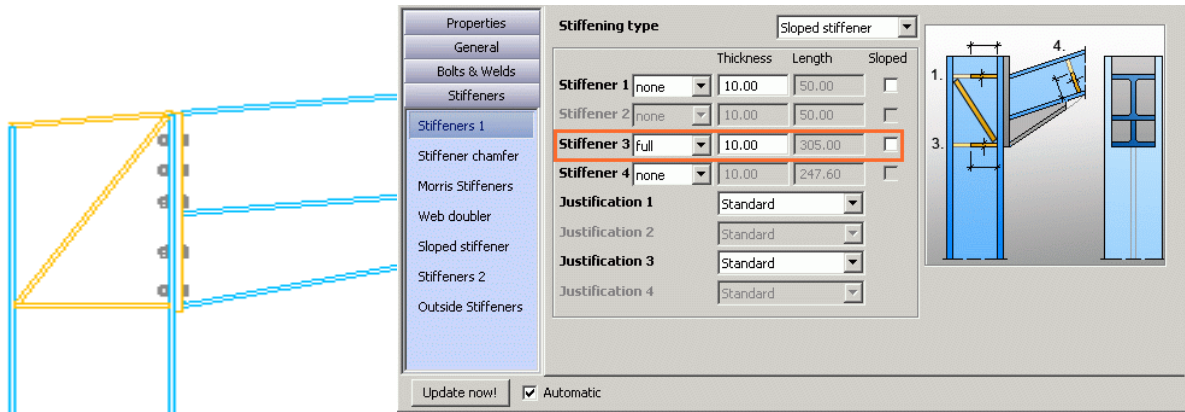 Properties
General
Bolts & Welds
Stiffeners
Stiffeners 1
Stiffener chamfer
Morris Stiffeners
Web doubler
Sloped stiffener
Stiffeners 2
Outside Stiffeners
Update now! Automatic
Stiffening type Sloped stiffener
Thickness Length Sloped
Stiffener 1 none 10.00 50.00
Stiffener 2 none 10.00 50.00
Stiffener 3 full 10.00 305.00
Stiffener 4 none 10.00 247.60
Justification 1 Standard
Justification 2 Standard
Justification 3 Standard
Justification 4 Standard
1.
4.
3.